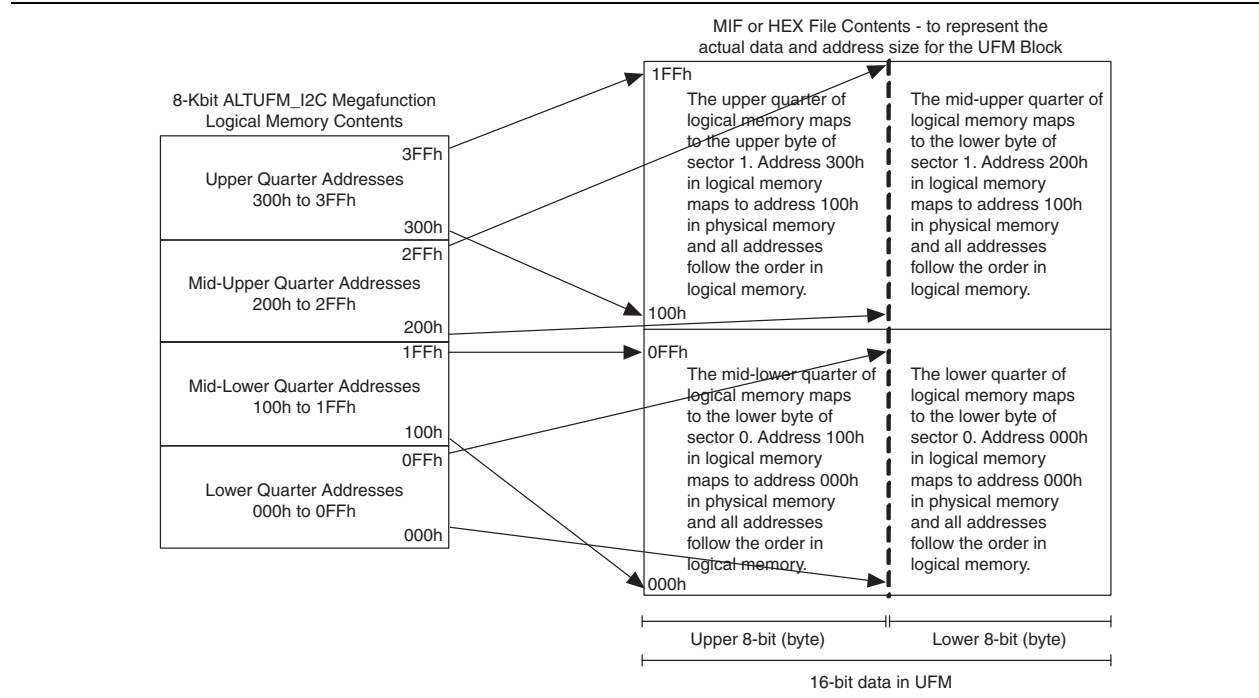 MIF or HEX File Contents - to represent the
actual data and address size for the UFM Block
8-Kbit ALTUFM_I2C Megafunction
Logical Memory Contents
3FFh
Upper Quarter Addresses
300h to 3FFh
300h
2FFh
Mid-Upper Quarter Addresses
200h to 2FFh
200h
1FFh
Mid-Lower Quarter Addresses
100h to 1FFh
100h
0FFh
Lower Quarter Addresses
000h to 0FFh
000h
1FFh
The upper quarter of
logical memory maps
to the upper byte of
sector 1. Address 300h
in logical memory
maps to address 100h
in physical memory
and all addresses
follow the order in
logical memory.
100h
The mid-upper quarter of
logical memory maps
to the lower byte of
sector 1. Address 200h
in logical memory
maps to address 100h
in physical memory
and all addresses
follow the order in
logical memory.
0FFh
The mid-lower quarter of
logical memory maps
to the lower byte of
sector 0. Address 100h
in logical memory
maps to address 000h
in physical memory
and all addresses
follow the order in
logical memory.
000h
The lower quarter of
logical memory maps
to the lower byte of
sector 0. Address 000h
in logical memory
maps to address 000h
in physical memory
and all addresses
follow the order in
logical memory.
Upper 8-bit (byte)
Lower 8-bit (byte)
16-bit data in UFM